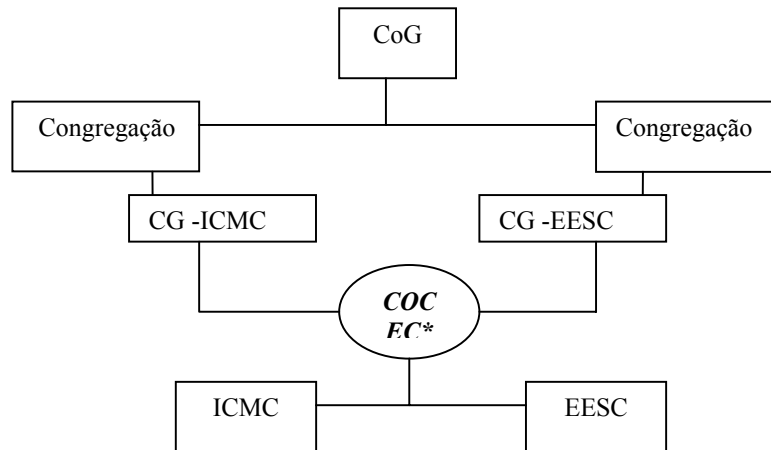 CoG
Congregação
Congregação
CG -ICMC
CG -EESC
COC
EC*
ICMC
EESC